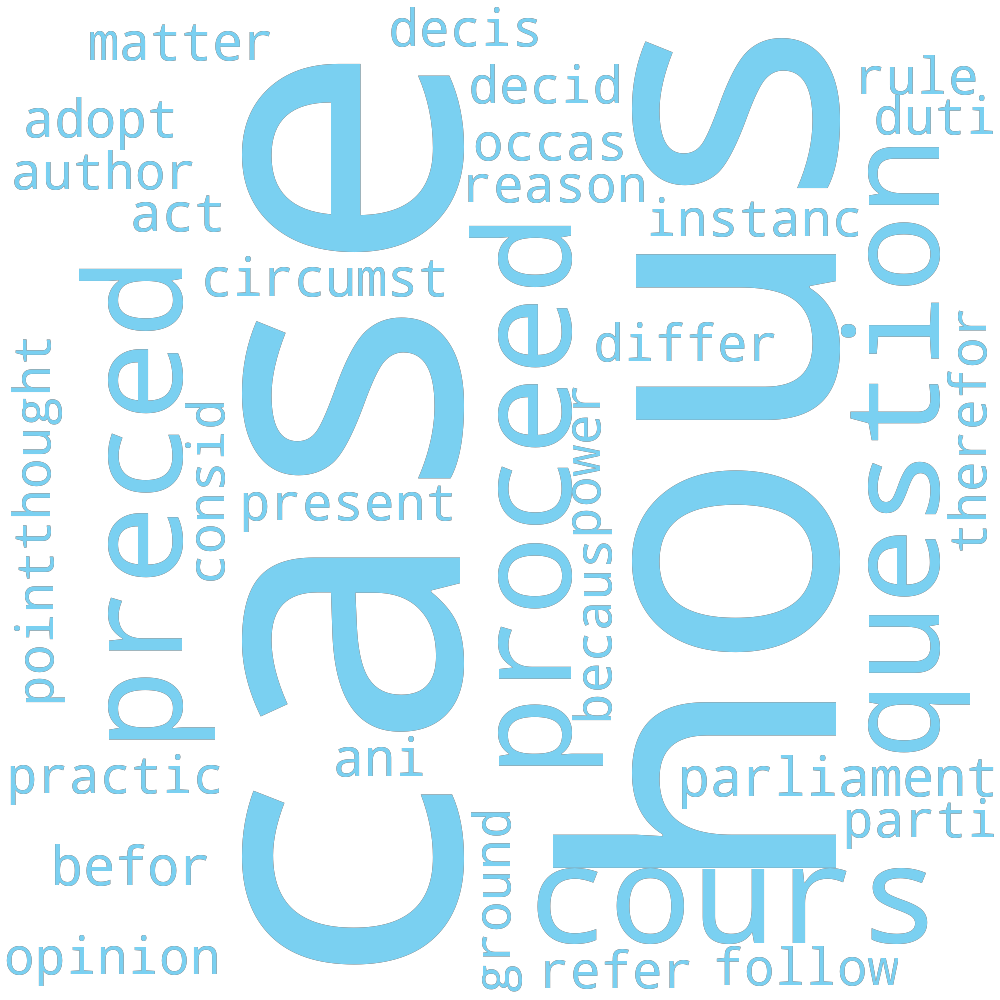 matter
decis
decid
rule
duti
adopt
author
act
occas
reason
instanc
circumst
differ
case
hous
preced
proceed
question
point
thought
consid
present
power
becaus
therefor
ani
practic
parliament
parti
befor
ground
cours
opinion
refer
follow